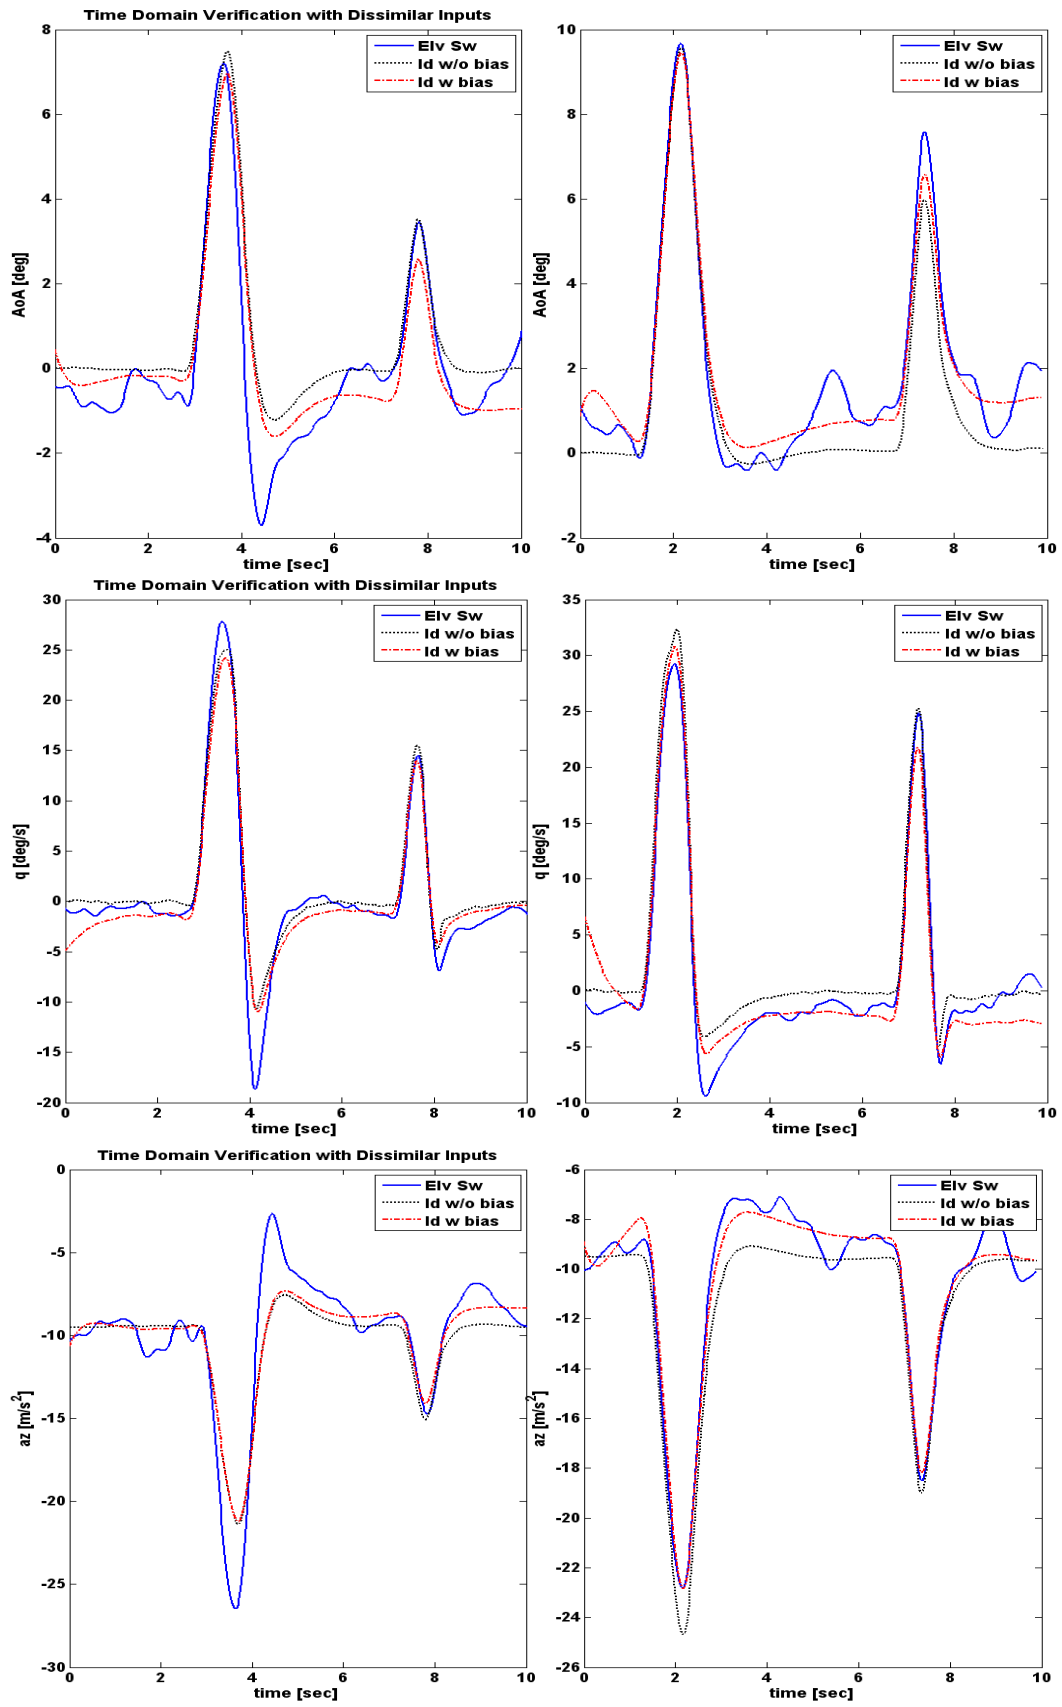 Time Domain Verification with Dissimilar Inputs
8
6
4
2
0
-2
-4
AoA [deg]
0 2 4 6 8 10
time [sec]
Elv Sw
Id w/o bias
Id w bias
10
8
6
4
2
0
-2
AoA [deg]
0 2 4 6 8 10
time [sec]
Elv Sw
Id w/o bias
Id w bias
Time Domain Verification with Dissimilar Inputs
30
25
20
15
10
5
0
-5
-10
-15
-20
q [deg/s]
0 2 4 6 8 10
time [sec]
Elv Sw
Id w/o bias
Id w bias
35
30
25
20
15
10
5
0
-5
-10
q [deg/s]
0 2 4 6 8 10
time [sec]
Elv Sw
Id w/o bias
Id w bias
Time Domain Verification with Dissimilar Inputs
0
-5
-10
-15
-20
-25
-30
az [m/s²]
0 2 4 6 8 10
time [sec]
Elv Sw
Id w/o bias
Id w bias
-6
-8
-10
-12
-14
-16
-18
-20
-22
-24
-26
az [m/s²]
0 2 4 6 8 10
time [sec]
Elv Sw
Id w/o bias
Id w bias